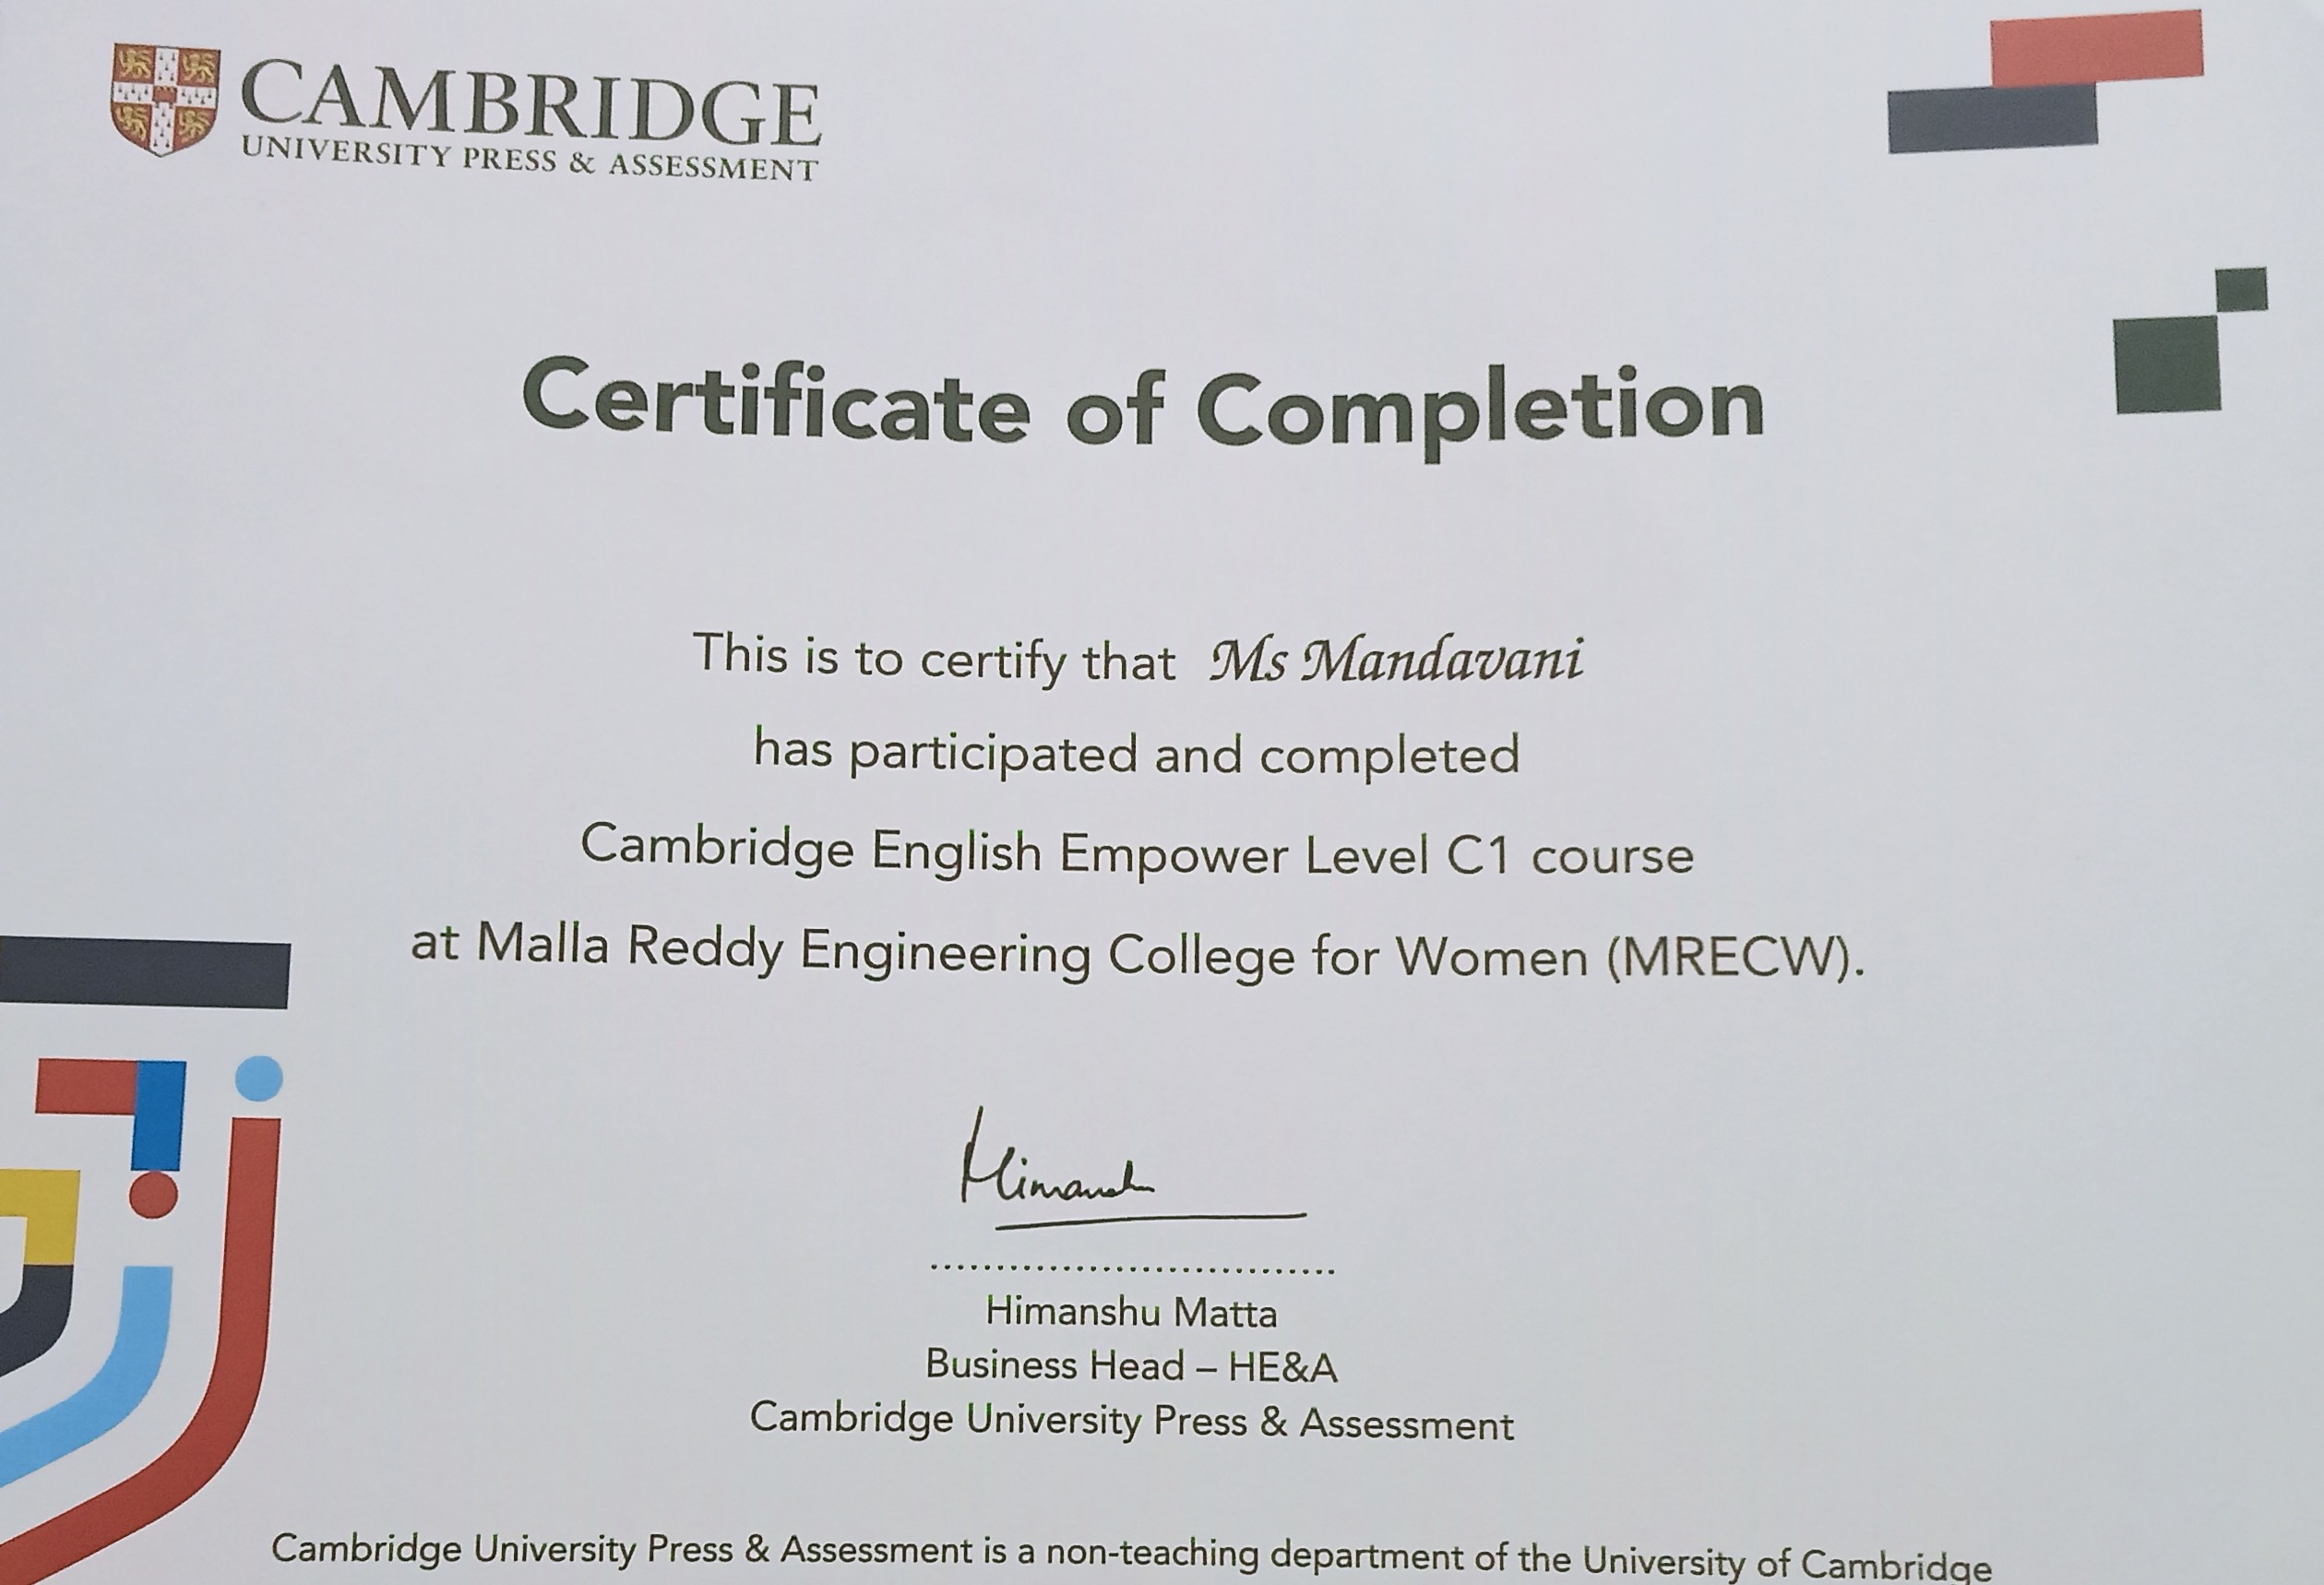 CAMBRIDGE
UNIVERSITY PRESS & ASSESSMENT
Certificate of Completion
This is to certify that Ms Mandavani
has participated and completed
Cambridge English Empower Level C1 course
at Malla Reddy Engineering College for Women (MRECW).
Himansh
Himanshu Matta
Business Head – HE&A
Cambridge University Press & Assessment
Cambridge University Press & Assessment is a non-teaching department of the University of Cambridge